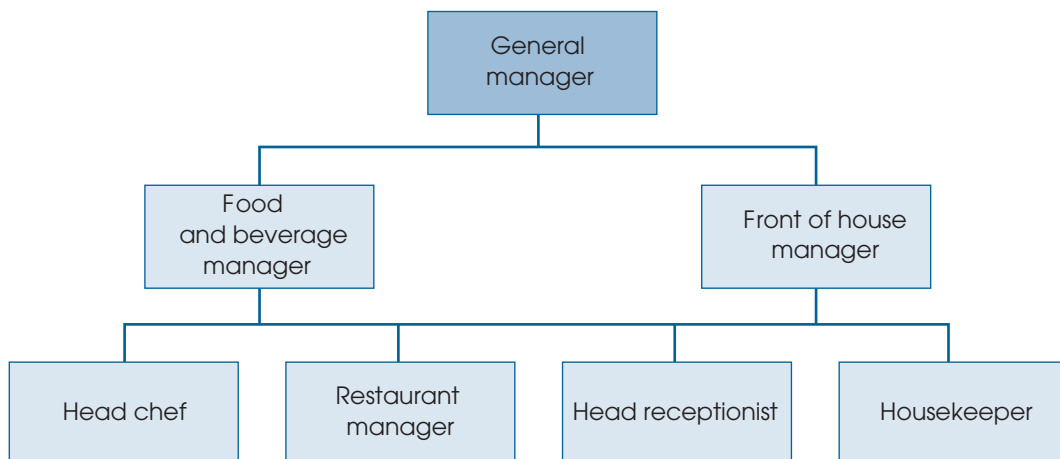 General
manager
Food
and beverage
manager
Front of house
manager
Head chef
Restaurant
manager
Head receptionist
Housekeeper